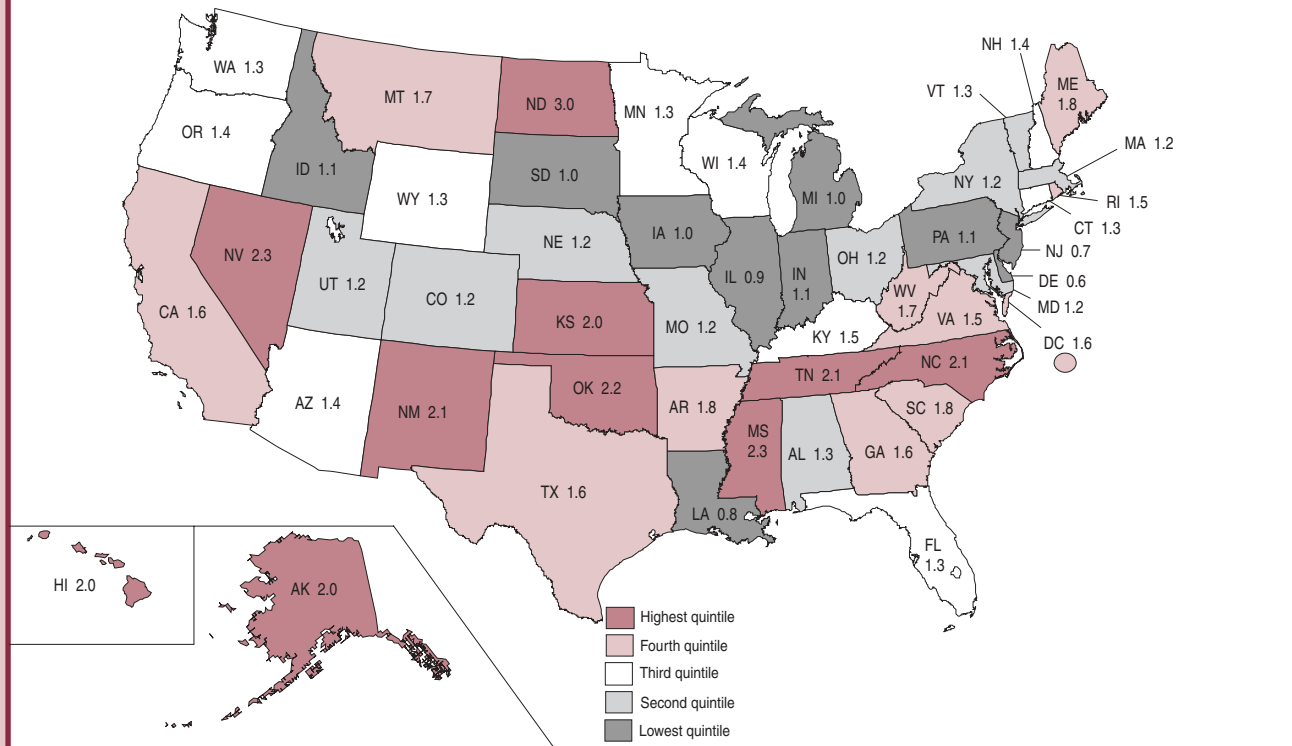 NH 1.4
ME
1.8
WA 1.3
VT 1.3
MT 1.7
ND 3.0
MN 1.3
OR 1.4
MA 1.2
WI 1.4
ID 1.1
SD 1.0
NY 1.2
WY 1.3
MI 1.0
RI 1.5
CT 1.3
IA 1.0
PA 1.1
NE 1.2
NJ 0.7
NV 2.3
OH 1.2
UT 1.2
IL 0.9
IN
1.1
DE 0.6
CO 1.2
WV
1.7
MD 1.2
CA 1.6
KS 2.0
MO 1.2
VA 1.5
KY 1.5
DC 1.6
NC 2.1
TN 2.1
OK 2.2
AZ 1.4
NM 2.1
AR 1.8
SC 1.8
MS
2.3
AL 1.3
GA 1.6
TX 1.6
LA 0.8
FL
1.3
HI 2.0
AK 2.0
Highest quintile
Fourth quintile
Third quintile
Second quintile
Lowest quintile